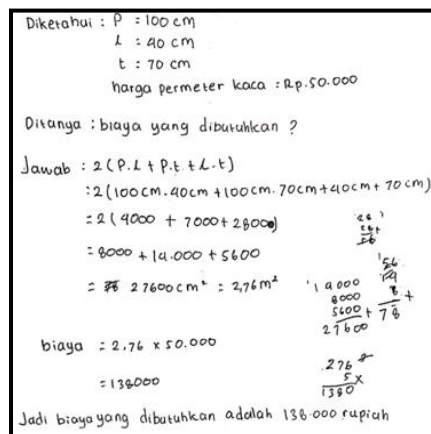 Diketahui : P = 100 cm
l : 40 cm
t : 70 cm
harga permeter kaca : Rp.50.000
Ditanya : biaya yang dibutuhkan ?
Jawab : 2(P.l + P.t + l.t)
: 2(100cm.40cm + 100cm.70cm + 40cm + 70cm)
= 2(4000 + 7000 + 2800)
= 8000 + 14.000 + 5600
= 27600 cm² = 2,76 m²
14000
8000
5600 +
27600
78
biaya : 2.76 x 50.000
= 138000
276
5 x
1380
Jadi biaya yang dibutuhkan adalah 138.000 rupiah